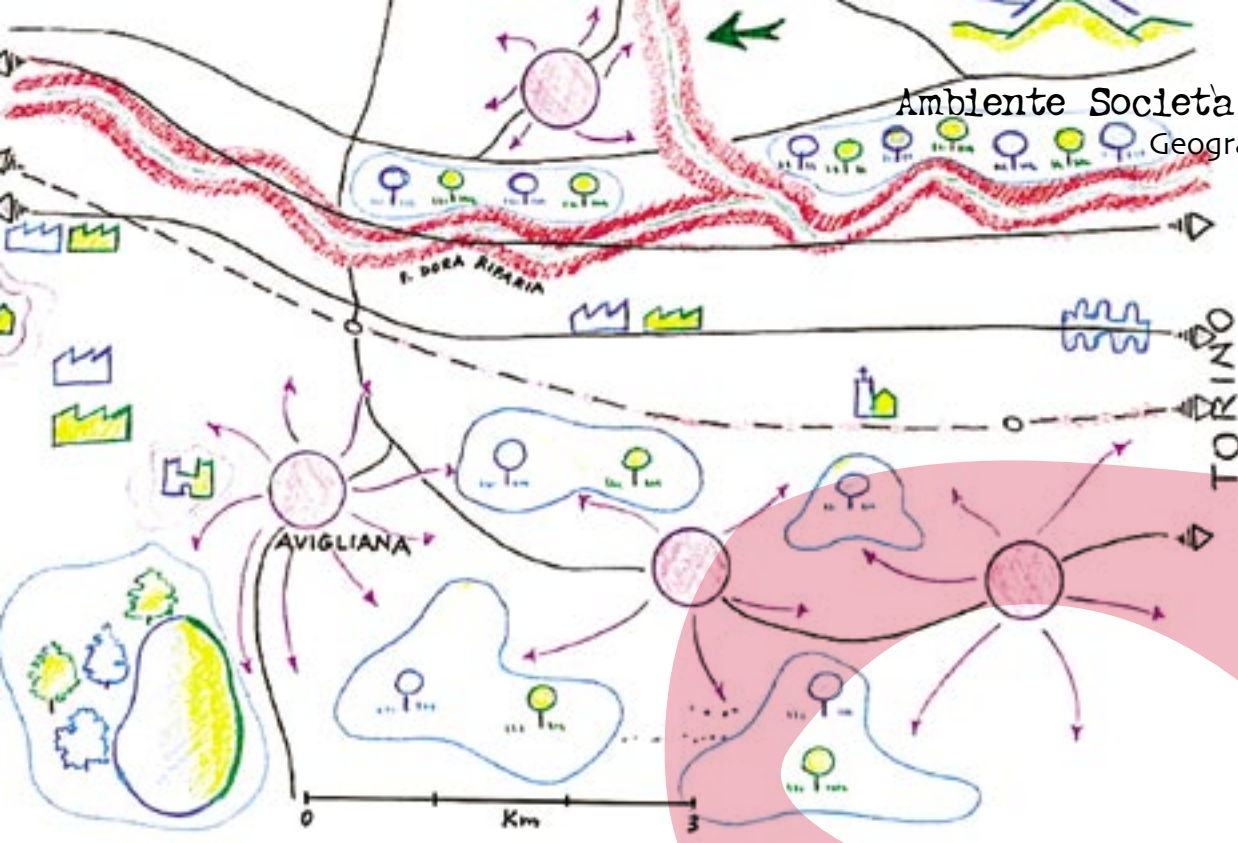 Ambiente Società
Geogra
F. DORA RIPARIA
TORINO
AVIGLIANA
0 Km 3